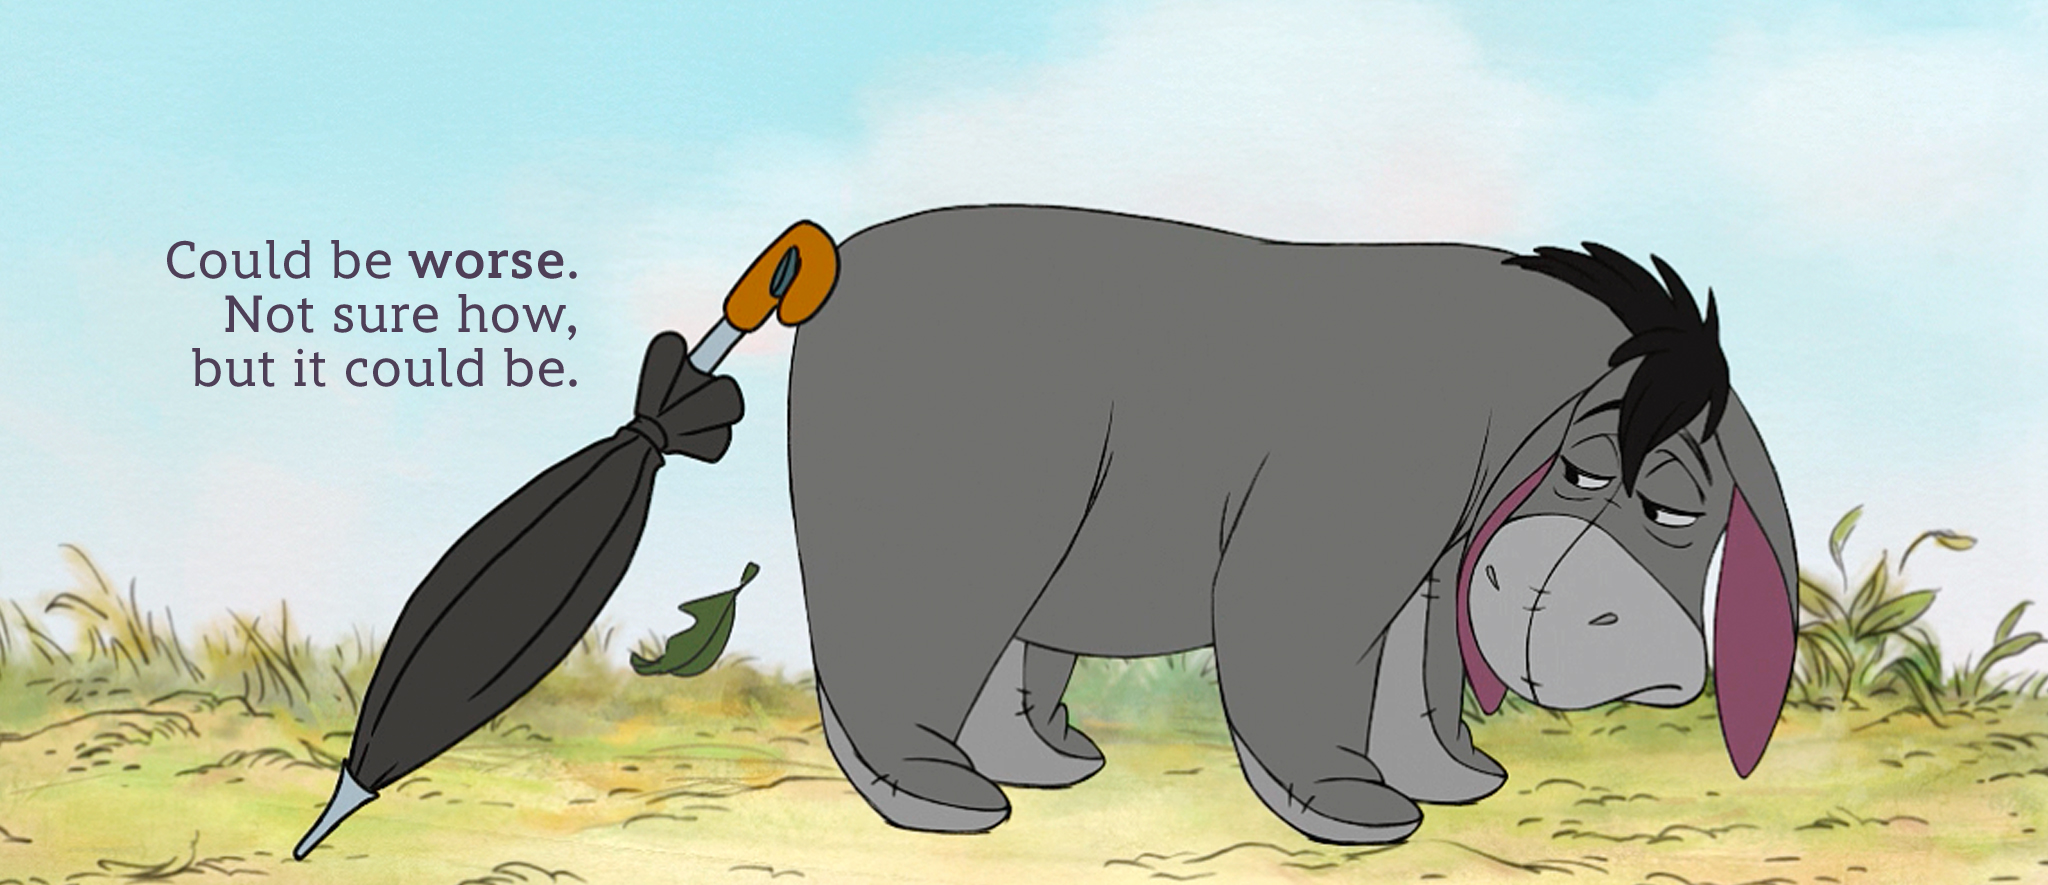 Could be worse.
Not sure how,
but it could be.